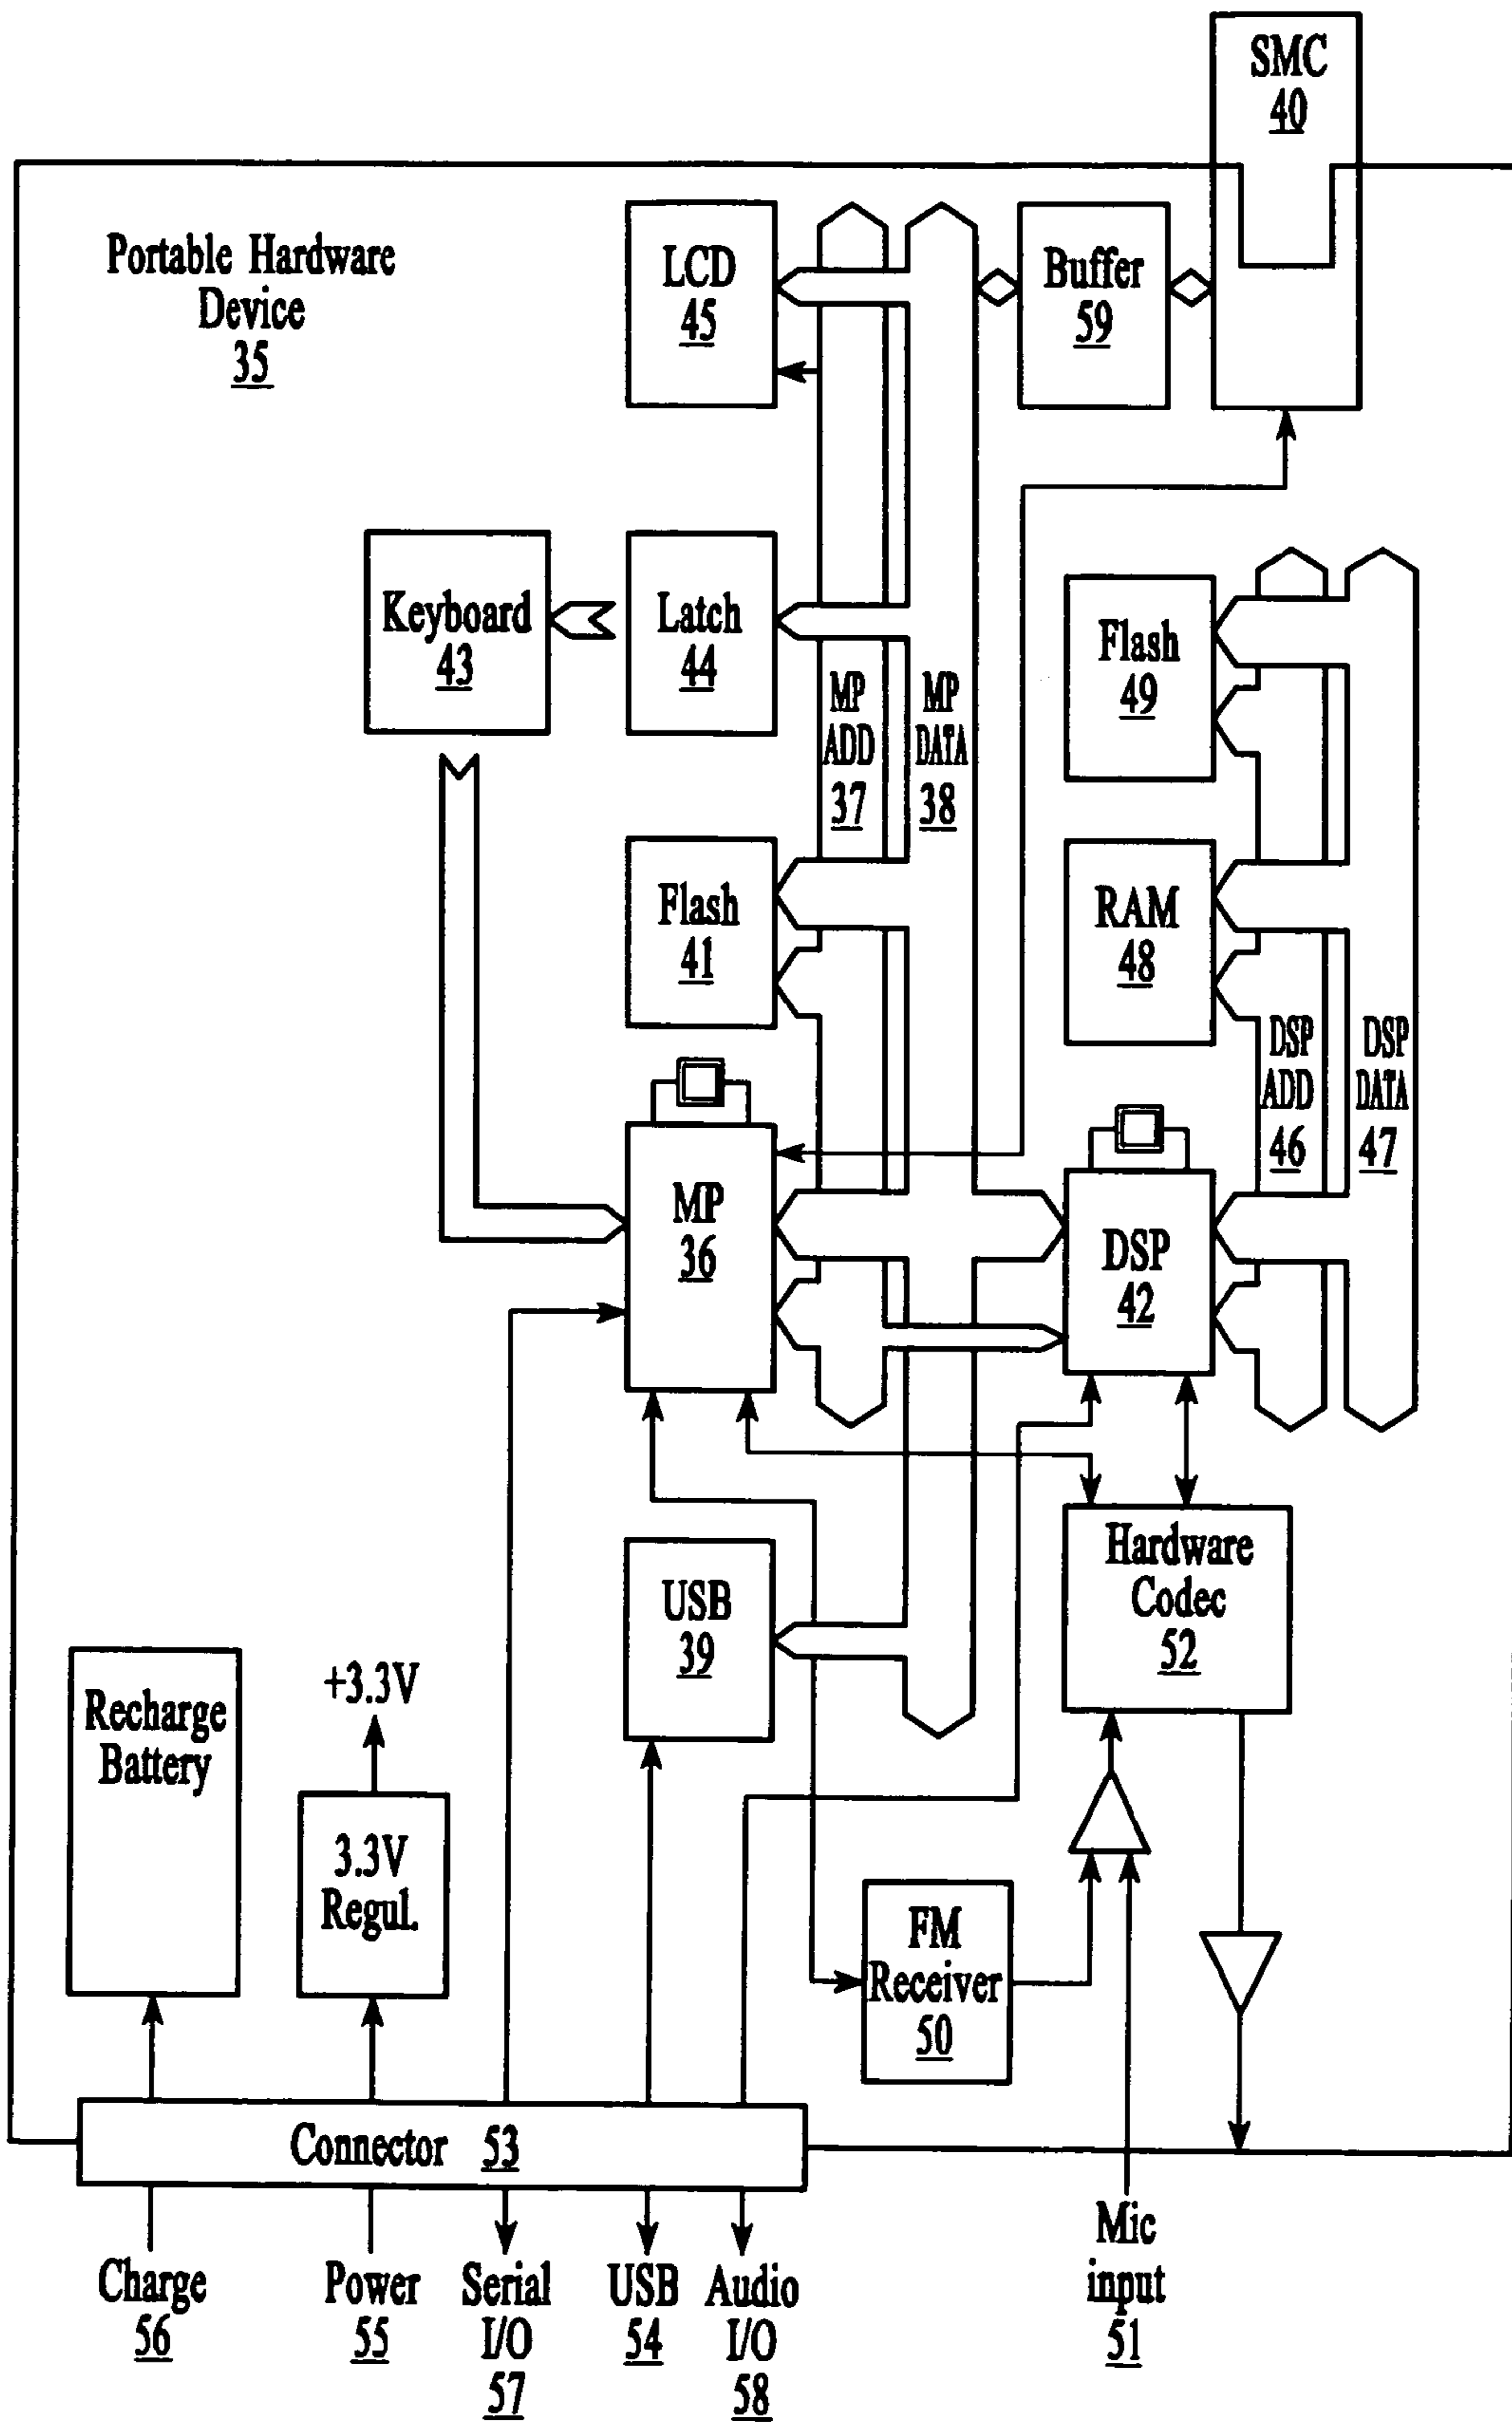 SMC
40
Portable Hardware
Device
35
LCD
45
Buffer
59
Keyboard
43
Latch
44
MP
ADD
37
MP
DATA
38
Flash
49
Flash
41
RAM
48
DSP
ADD
46
DSP
DATA
47
MP
36
DSP
42
USB
39
Hardware
Codec
52
Recharge
Battery
+3.3V
3.3V
Regul.
FM
Receiver
50
Connector 53
Charge
56
Power
55
Serial
I/O
57
USB
54
Audio
I/O
58
Mic
input
51